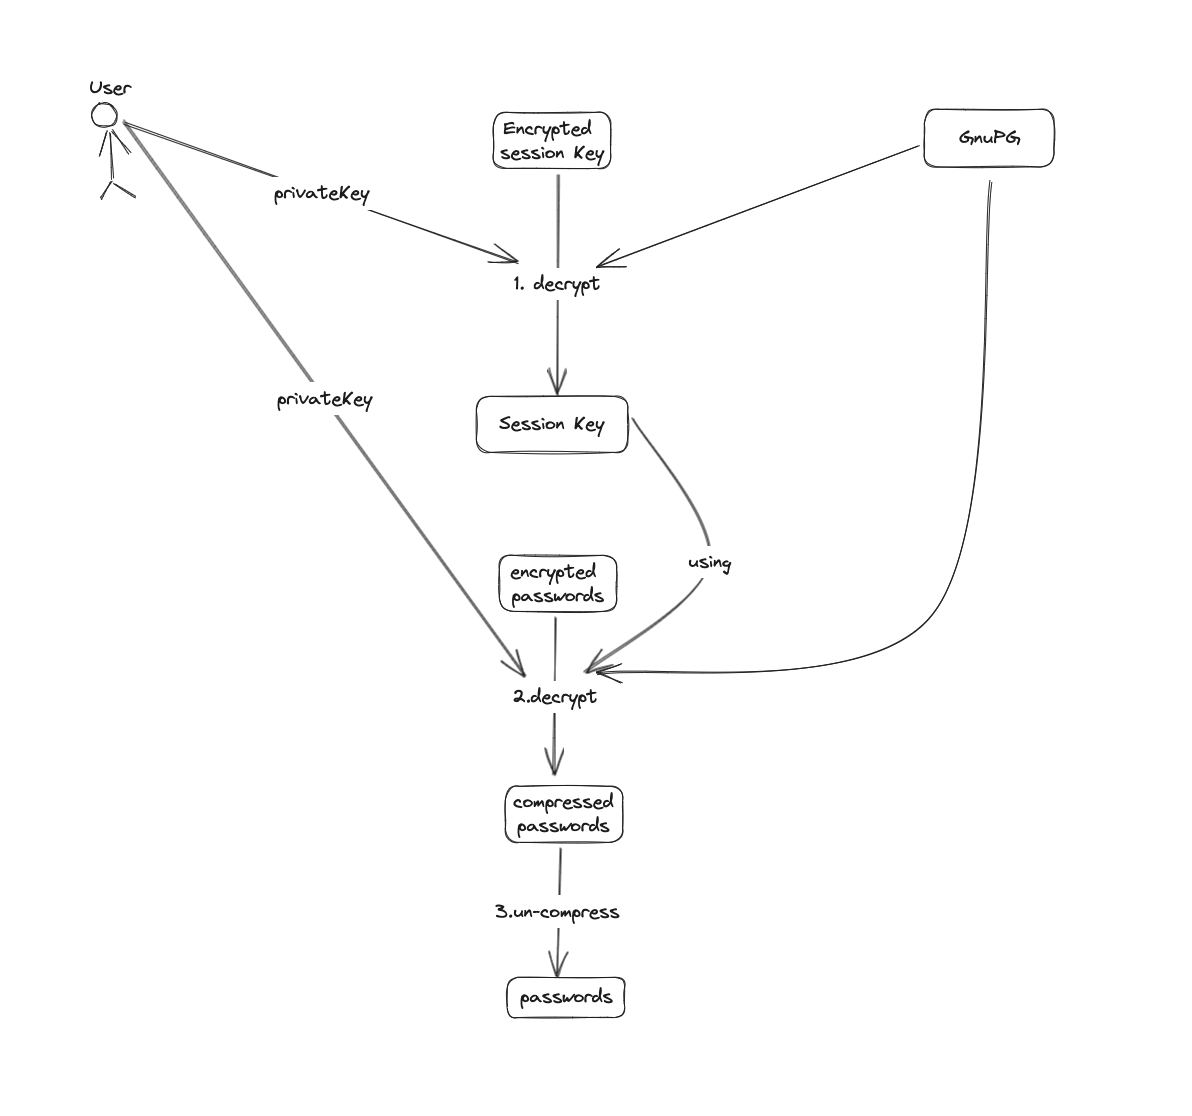 User
Encrypted
session Key
GnuPG
privateKey
1. decrypt
privateKey
Session Key
using
encrypted
passwords
2.decrypt
compressed
passwords
3.un-compress
passwords